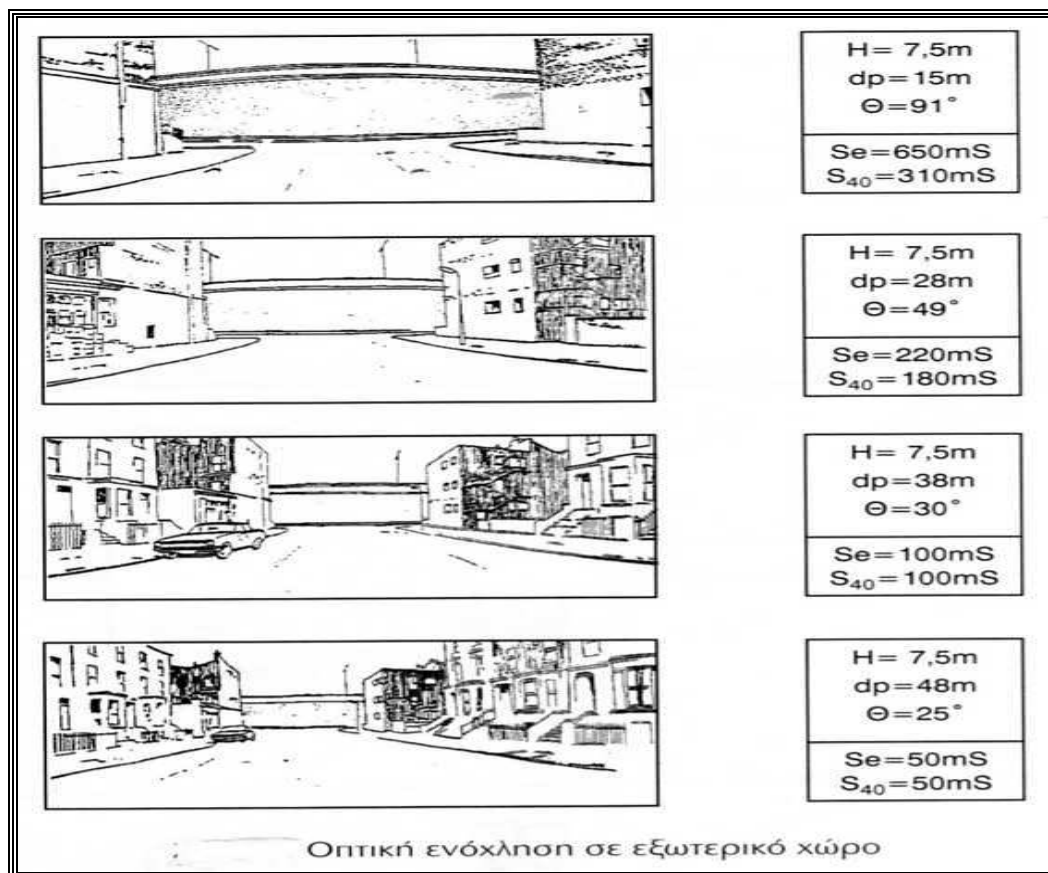 H= 7,5m
dp=15m
Θ=91°
Se=650mS
S₄₀=310mS
H= 7,5m
dp=28m
Θ=49°
Se=220mS
S₄₀=180mS
H= 7,5m
dp=38m
Θ=30°
Se=100mS
S₄₀=100mS
H= 7,5m
dp=48m
Θ=25°
Se=50mS
S₄₀=50mS
Οπτική ενόχληση σε εξωτερικό χώρο